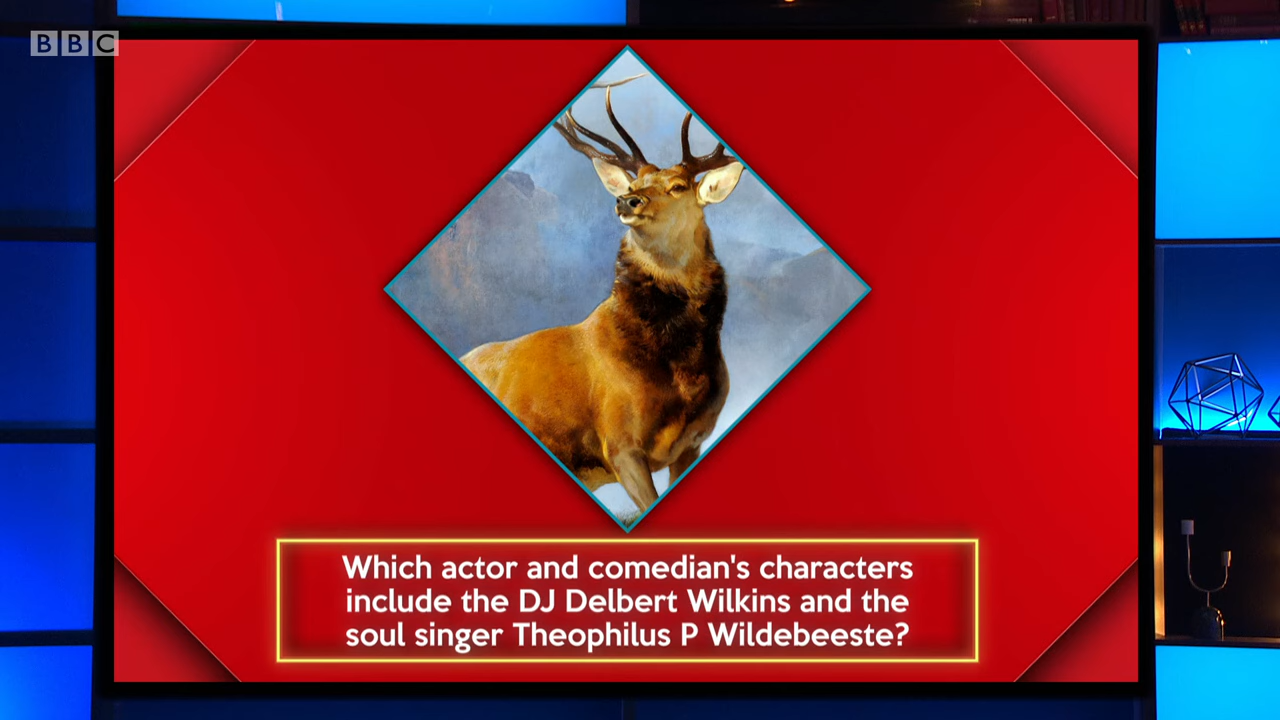 BBC
Which actor and comedian's characters
include the DJ Delbert Wilkins and the
soul singer Theophilus P Wildebeeste?